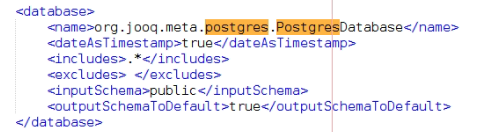 <database>
<name>org.jooq.meta.postgres.PostgresDatabase</name>
<dateAsTimestamp>true</dateAsTimestamp>
<includes>.*</includes>
<excludes> </excludes>
<inputSchema>public</inputSchema>
<outputSchemaToDefault>true</outputSchemaToDefault>
</database>